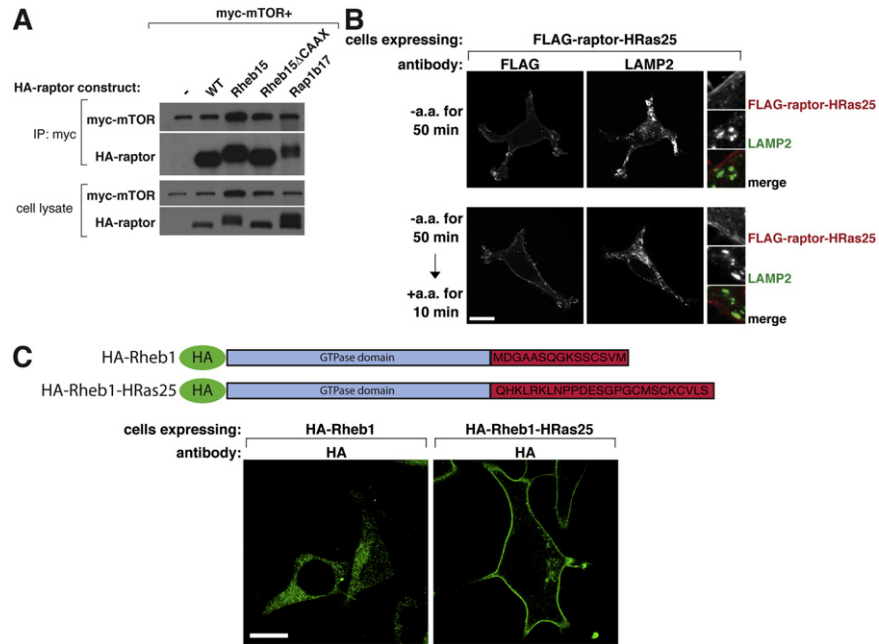 A
myc-mTOR+
HA-raptor construct:
-
WT
Rheb15
Rheb15ΔCAAX
Rap1b17
IP: myc
myc-mTOR
HA-raptor
cell lysate
myc-mTOR
HA-raptor
B
cells expressing:
FLAG-raptor-HRas25
antibody:
FLAG
LAMP2
-a.a. for
50 min
FLAG-raptor-HRas25
LAMP2
merge
-a.a. for
50 min
+a.a. for
10 min
FLAG-raptor-HRas25
LAMP2
merge
C
HA-Rheb1
HA
GTPase domain
MDGAASQGKSSCSVM
HA-Rheb1-HRas25
HA
GTPase domain
QHKLRKLNPPDESGPGCMSCKCVLS
cells expressing:
HA-Rheb1
HA-Rheb1-HRas25
antibody:
HA
HA